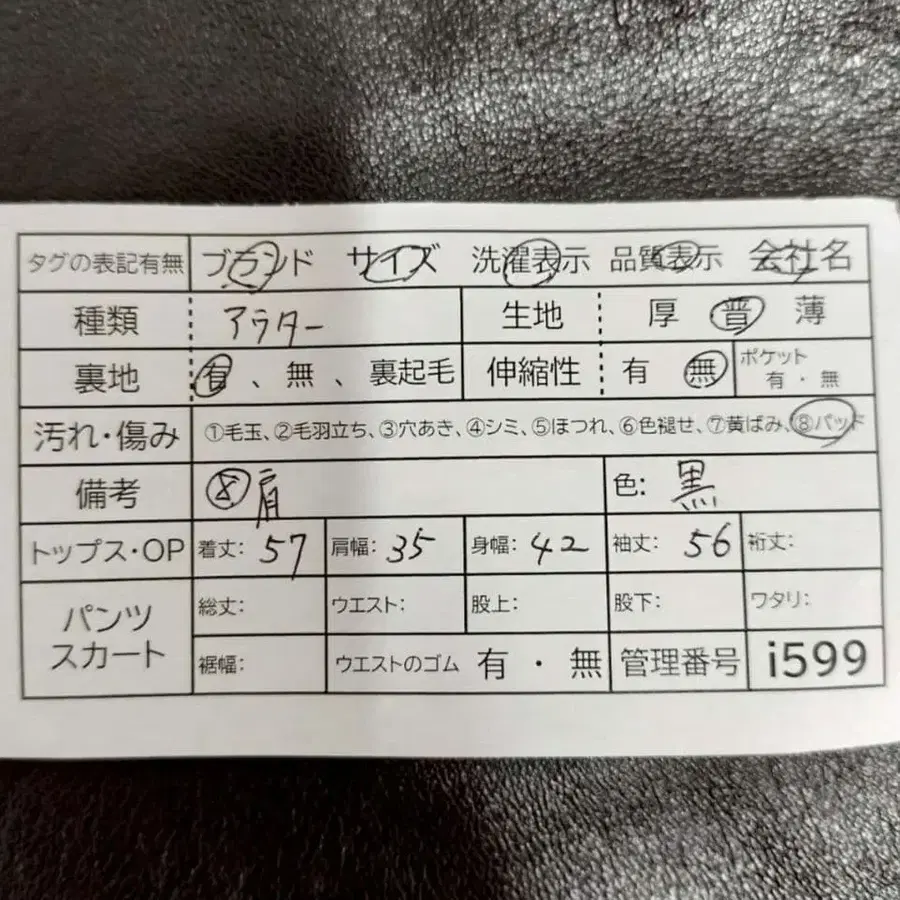 タグの表記有無 ブランド サイズ 洗濯表示 品質表示 会社名
種類 アウター 生地 厚 普 薄
裏地 有、無、裏起毛 伸縮性 有 無 ポケット 有・無
汚れ・傷み ①毛玉、②毛羽立ち、③穴あき、④シミ、⑤ほつれ、⑥色褪せ、⑦黄ばみ、⑧パッド
備考 ⑧肩 色: 黒
トップス・OP 着丈: 57 肩幅: 35 身幅: 42 袖丈: 56 裄丈:
パンツ スカート 総丈: ウエスト: 股上: 股下: ワタリ:
裾幅: ウエストのゴム 有・無 管理番号 i599